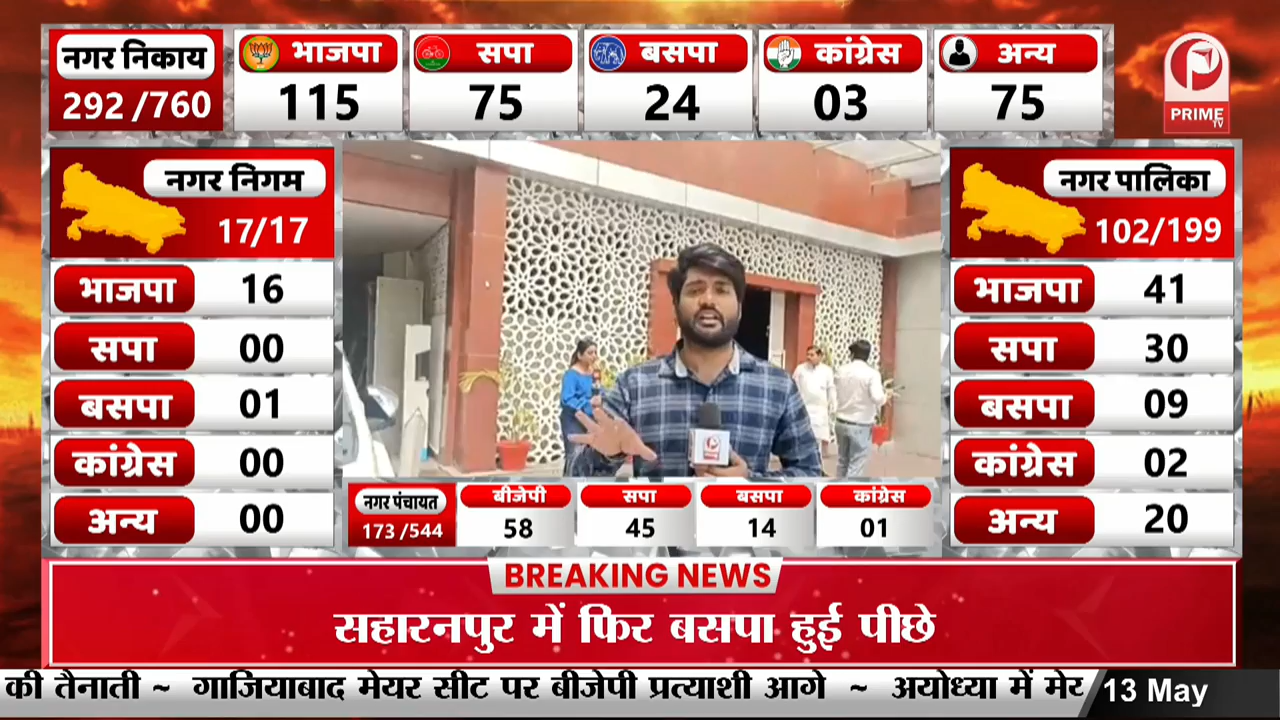 नगर निकाय
292 /760
भाजपा
115
सपा
75
बसपा
24
कांग्रेस
03
अन्य
75
PRIME
TV
नगर निगम
17/17
भाजपा 16
सपा 00
बसपा 01
कांग्रेस 00
अन्य 00
नगर पालिका
102/199
भाजपा 41
सपा 30
बसपा 09
कांग्रेस 02
अन्य 20
नगर पंचायत
173 /544
बीजेपी
58
सपा
45
बसपा
14
कांग्रेस
01
BREAKING NEWS
सहारनपुर में फिर बसपा हुई पीछे
की तैनाती ~ गाजियाबाद मेयर सीट पर बीजेपी प्रत्याशी आगे ~ अयोध्या में मेर
13 May